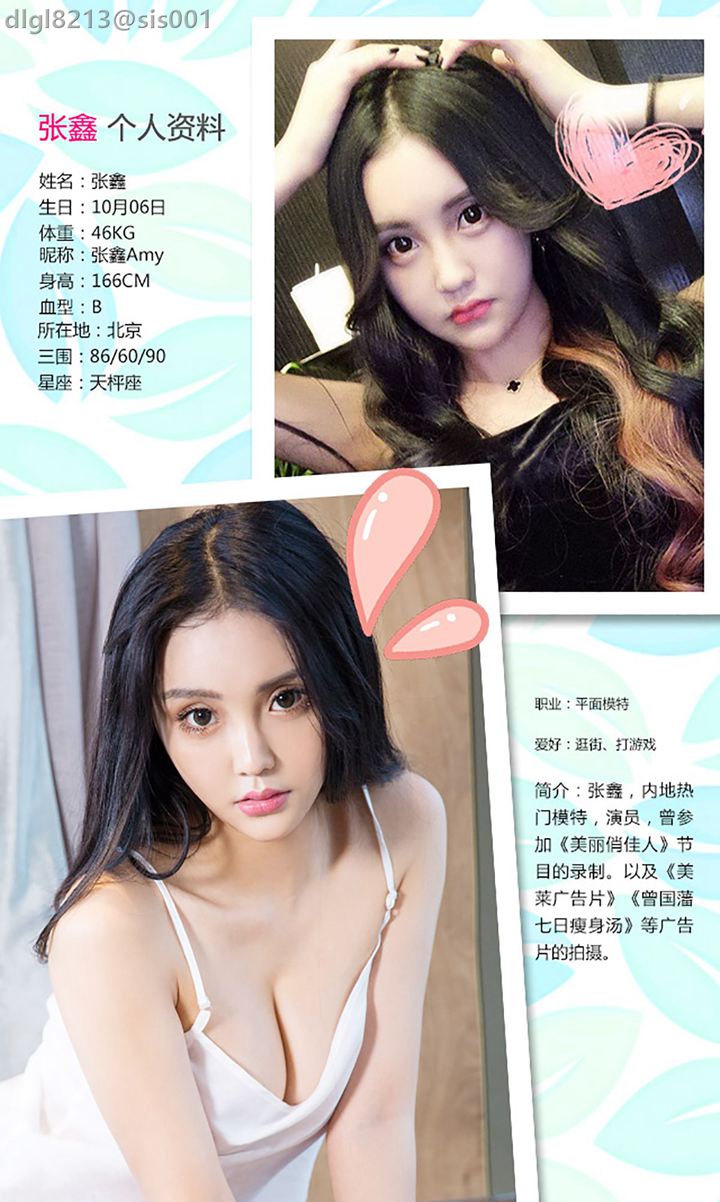 dlgl8213@sis001
张鑫 个人资料
姓名：张鑫
生日：10月06日
体重：46KG
昵称：张鑫Amy
身高：166CM
血型：B
所在地：北京
三围：86/60/90
星座：天枰座
职业：平面模特
爱好：逛街、打游戏
简介：张鑫，内地热
门模特，演员，曾参
加《美丽俏佳人》节
目的录制。以及《美
莱广告片》《曾国藩
七日瘦身汤》等广告
片的拍摄。